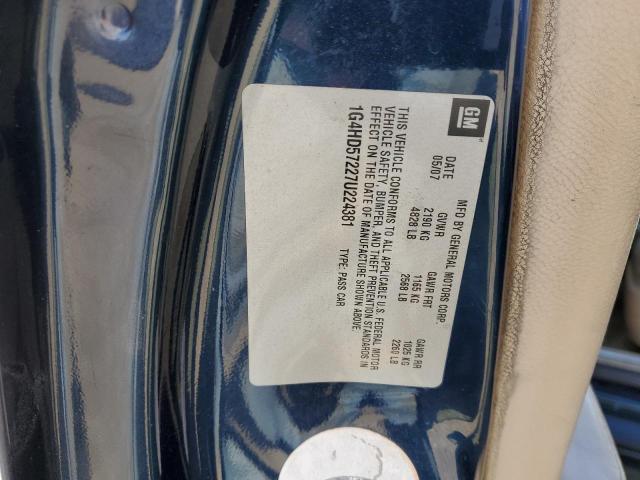 GM
MFD BY GENERAL MOTORS CORP.
DATE GVWR GAWR FRT GAWR RR
05/07 2190 KG 1165 KG 1025 KG
4828 LB 2568 LB 2260 LB
THIS VEHICLE CONFORMS TO ALL APPLICABLE U.S. FEDERAL MOTOR
VEHICLE SAFETY, BUMPER, AND THEFT PREVENTION STANDARDS IN
EFFECT ON THE DATE OF MANUFACTURE SHOWN ABOVE.
1G4HD57227U224381 TYPE: PASS CAR